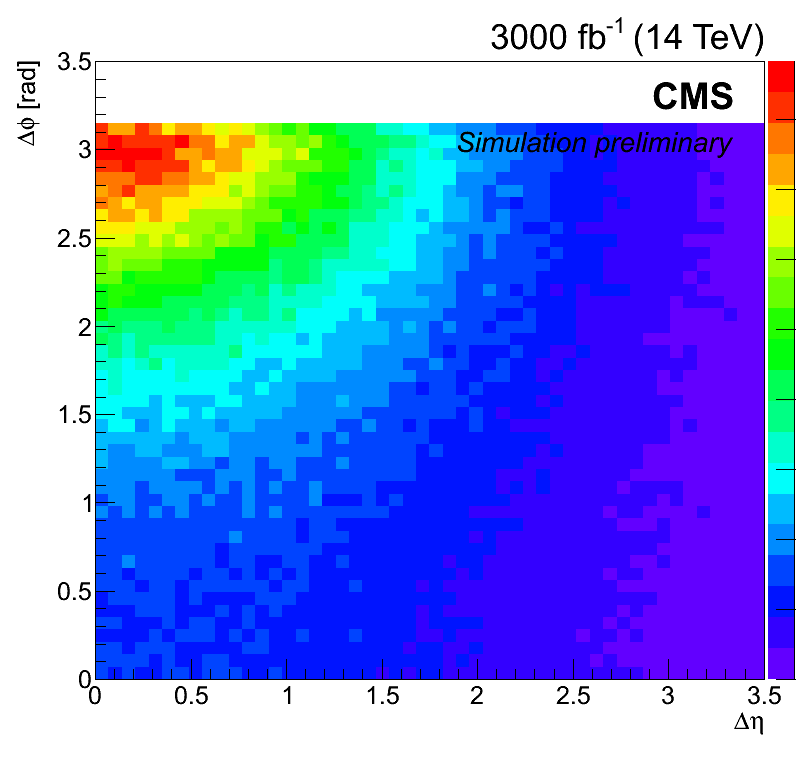 3000 fb-1 (14 TeV)
Δϕ [rad]
CMS
Simulation preliminary
3.5
3
2.5
2
1.5
1
0.5
0
0 0.5 1 1.5 2 2.5 3 3.5
Δη